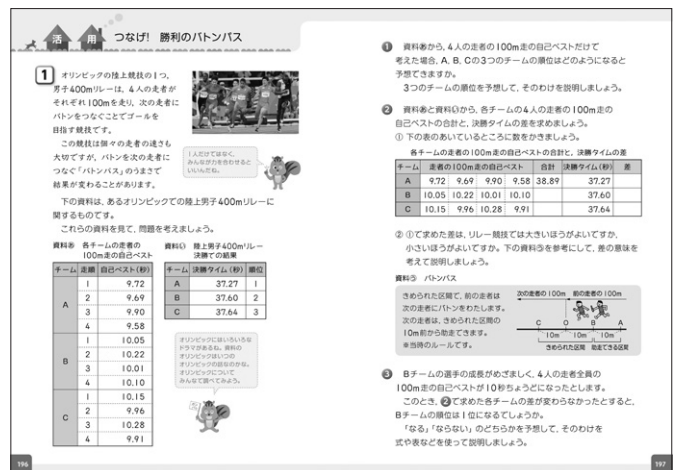 活 用 つなげ! 勝利のバトンパス
1 オリンピックの陸上競技の1つ,
男子400mリレーは, 4人の走者が
それぞれ100mを走り, 次の走者に
バトンをつなぐことでゴールを
目指す競技です。
この競技は個々の走者の速さも
大切ですが, バトンを次の走者に
つなぐ「バトンパス」のうまさで
結果が変わることがあります。
1人だけではなく,
みんなが力を合わせると
いいんだね。
下の資料は, あるオリンピックでの陸上男子400mリレーに
関するものです。
これらの資料を見て, 問題を考えましょう。
資料あ 各チームの走者の
100m走の自己ベスト
チーム 走順 自己ベスト(秒)
A 1 9.72
2 9.69
3 9.90
4 9.58
B 1 10.05
2 10.22
3 10.01
4 10.10
C 1 10.15
2 9.96
3 10.28
4 9.91
資料い 陸上男子400mリレー
決勝での結果
チーム 決勝タイム(秒) 順位
A 37.27 1
B 37.60 2
C 37.64 3
オリンピックにはいろいろな
ドラマがあるね。資料の
オリンピックはいつの
オリンピックの話なのかな。
オリンピックについて
みんなで調べてみよう。
196
1 資料あから, 4人の走者の100m走の自己ベストだけで
考えた場合, A, B, Cの3つのチームの順位はどのようになると
予想できますか。
3つのチームの順位を予想して, そのわけを説明しましょう。
2 資料あと資料いから, 各チームの4人の走者の100m走の
自己ベストの合計と, 決勝タイムの差を求めましょう。
① 下の表のあいているところに数をかきましょう。
各チームの4人の走者の100m走の自己ベストの合計と, 決勝タイムの差
チーム 走者の100m走の自己ベスト 合計 決勝タイム(秒) 差
A 9.72 9.69 9.90 9.58 38.89 37.27
B 10.05 10.22 10.01 10.10 37.60
C 10.15 9.96 10.28 9.91 37.64
② ①で求めた差は, リレー競技では大きいほうがよいですか,
小さいほうがよいですか。下の資料うを参考にして, 差の意味を
考えて説明しましょう。
資料う バトンパス
きめられた区間で, 前の走者は
次の走者にバトンをわたします。
次の走者は, きめられた区間の
10m前から助走できます。
※当時のルールです。
次の走者の100m 前の走者の100m
C O B A
10m 10m 10m
きめられた区間 助走できる区間
3 Bチームの選手の成長がめざましく, 4人の走者全員の
100m走の自己ベストが10秒ちょうどになったとします。
このとき, 2で求めた各チームの差が変わらなかったとすると,
Bチームの順位は1位になるでしょうか。
「なる」「ならない」のどちらかを予想して, そのわけを
式や表などを使って説明しましょう。
197